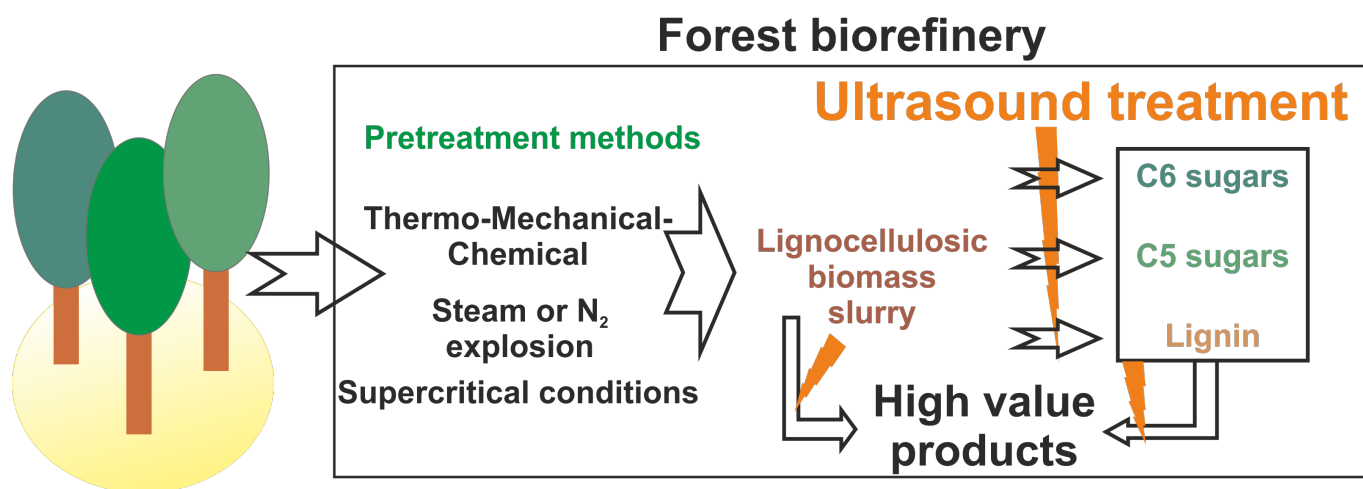 Forest biorefinery
Ultrasound treatment
Pretreatment methods
Thermo-Mechanical-
Chemical
Steam or N₂
explosion
Supercritical conditions
Lignocellulosic
biomass
slurry
C6 sugars
C5 sugars
Lignin
High value
products